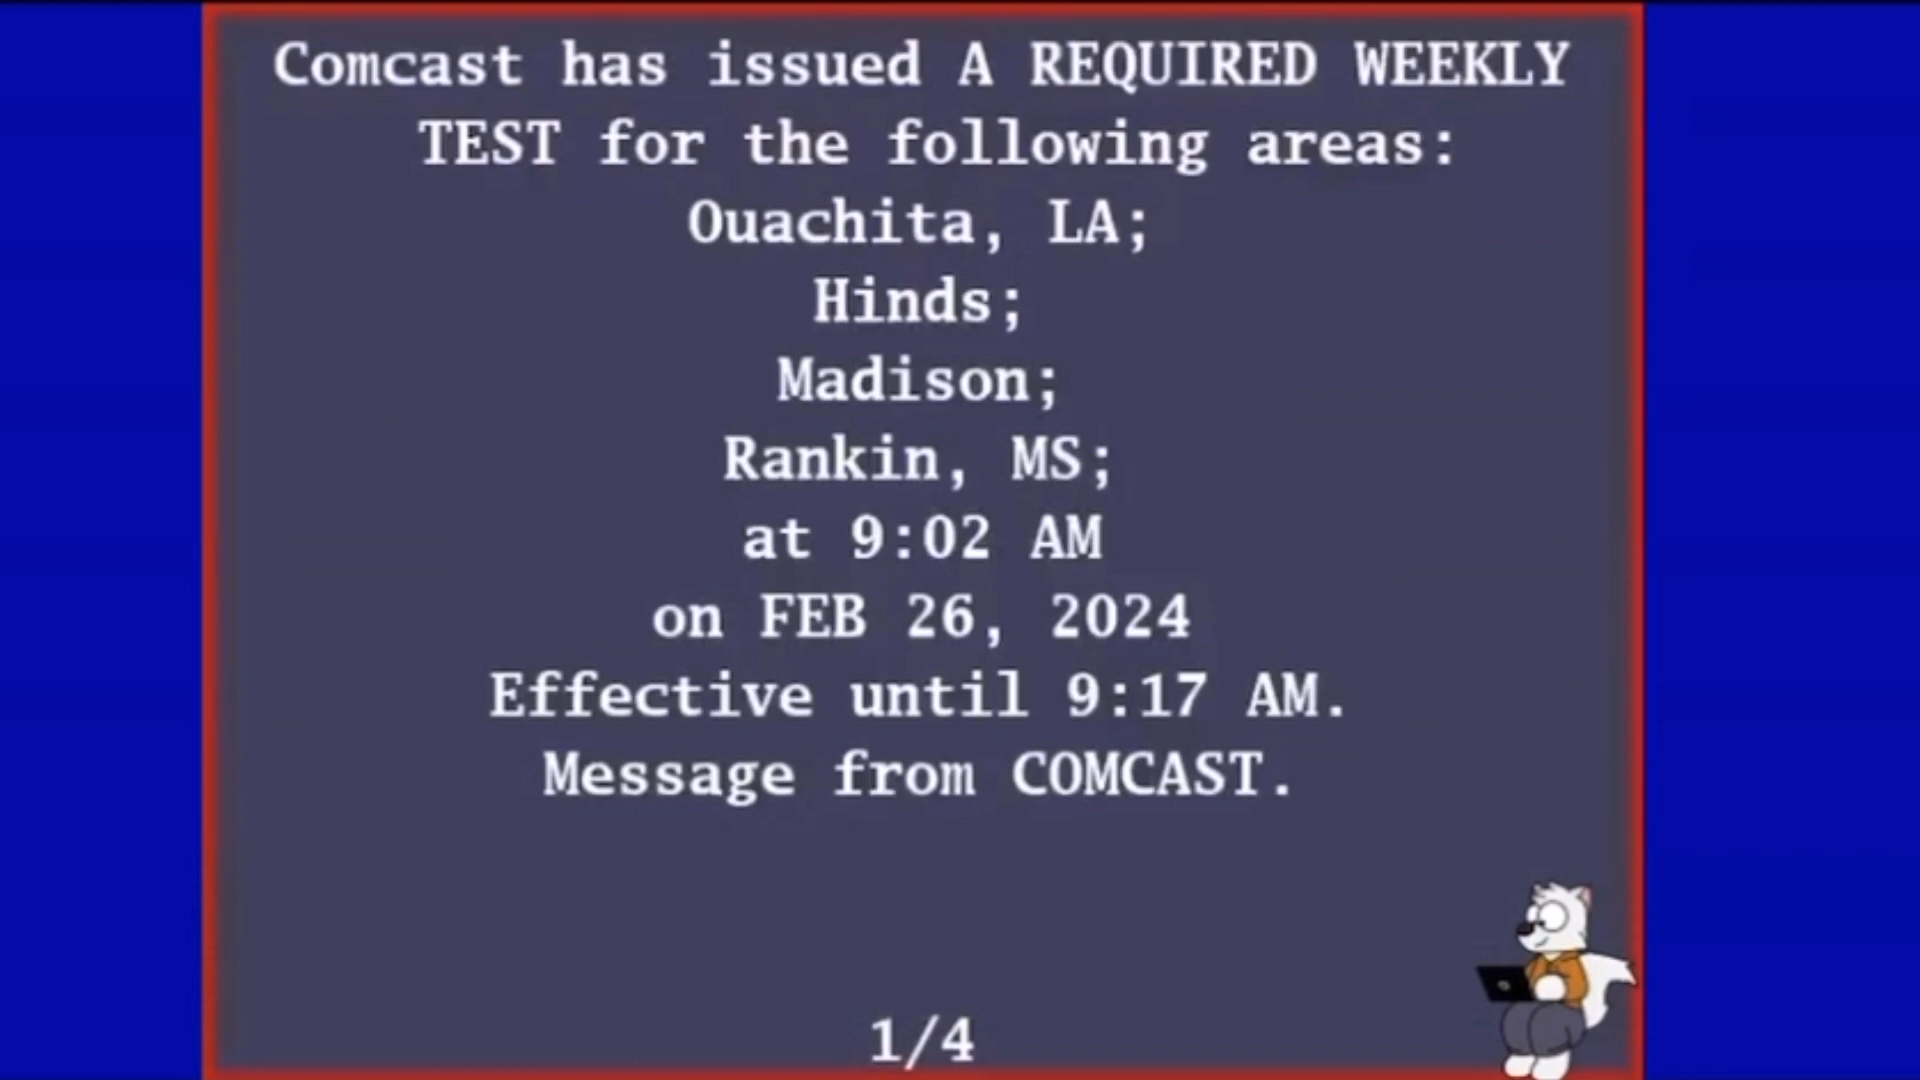 Comcast has issued A REQUIRED WEEKLY
TEST for the following areas:
Ouachita, LA;
Hinds;
Madison;
Rankin, MS;
at 9:02 AM
on FEB 26, 2024
Effective until 9:17 AM.
Message from COMCAST.
1/4